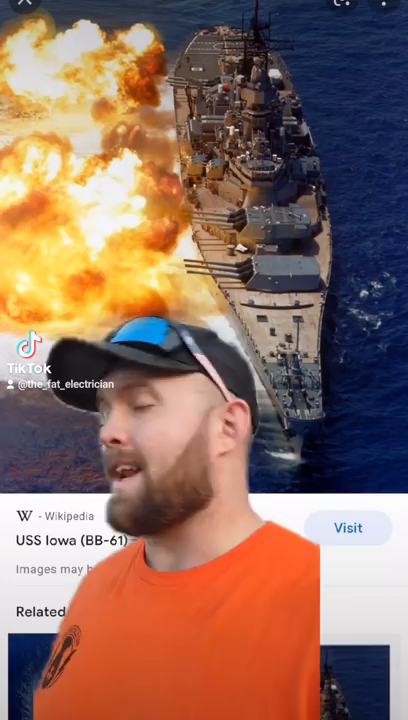 TikTok
@the_fat_electrician
W - Wikipedia
Visit
USS Iowa (BB-61)
Images may b
Related